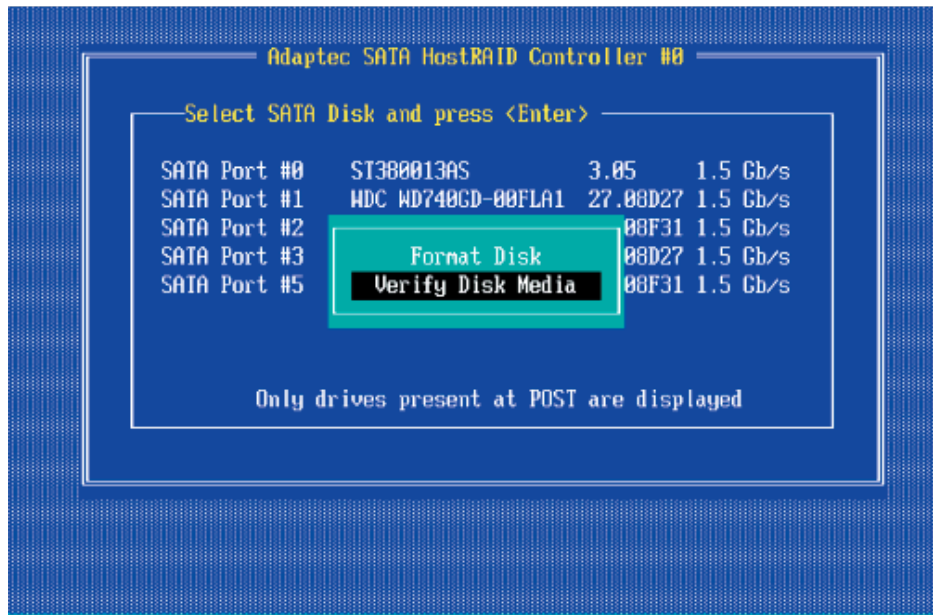 Adaptec SATA HostRAID Controller #0
Select SATA Disk and press <Enter>
SATA Port #0 ST380013AS 3.05 1.5 Gb/s
SATA Port #1 WDC WD740GD-00FLA1 27.08D27 1.5 Gb/s
SATA Port #2 08F31 1.5 Gb/s
SATA Port #3 Format Disk 08D27 1.5 Gb/s
SATA Port #5 Verify Disk Media 08F31 1.5 Gb/s
Only drives present at POST are displayed